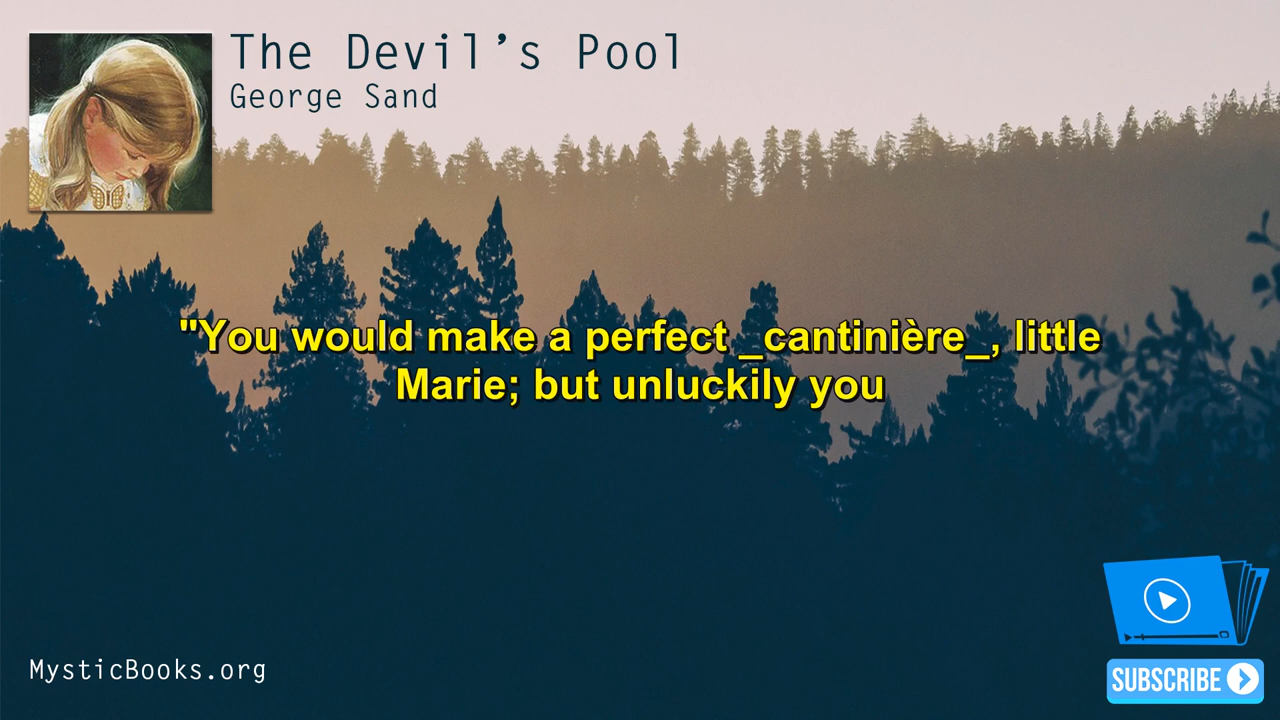 The Devil’s Pool
George Sand
"You would make a perfect _cantinière_, little
Marie; but unluckily you
MysticBooks.org
SUBSCRIBE